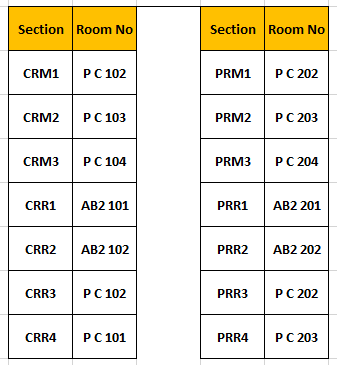 Section Room No Section Room No
CRM1 P C 102 PRM1 P C 202
CRM2 P C 103 PRM2 P C 203
CRM3 P C 104 PRM3 P C 204
CRR1 AB2 101 PRR1 AB2 201
CRR2 AB2 102 PRR2 AB2 202
CRR3 P C 102 PRR3 P C 202
CRR4 P C 101 PRR4 P C 203